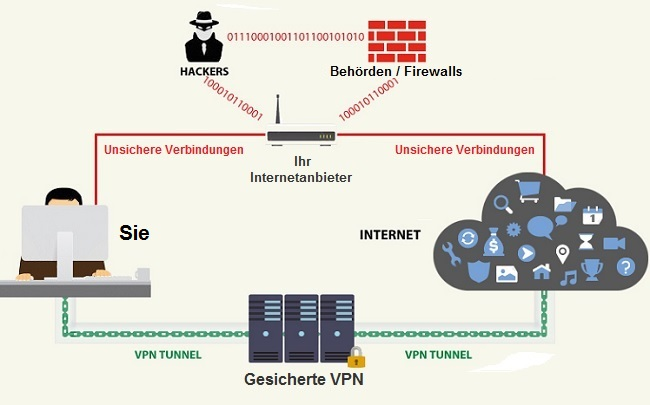 0111000100110110010101010
HACKERS
Behörden / Firewalls
100010110001
100010110001
Unsichere Verbindungen
Unsichere Verbindungen
Ihr
Internetanbieter
Sie
INTERNET
1
?
$
VPN TUNNEL
VPN TUNNEL
Gesicherte VPN